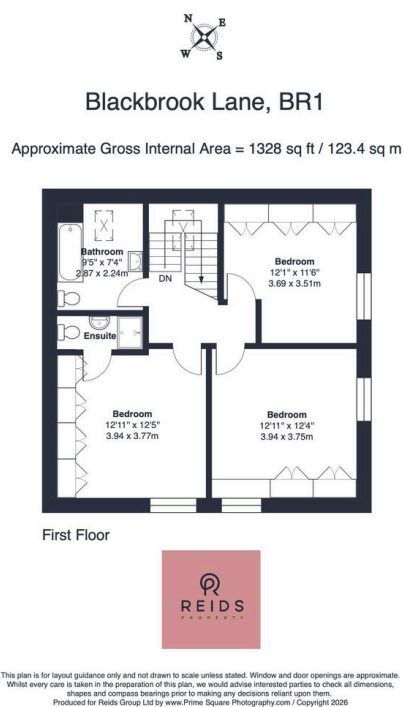 N
E
W
S
Blackbrook Lane, BR1
Approximate Gross Internal Area = 1328 sq ft / 123.4 sq m
Bathroom
9'5" x 7'4"
2.87 x 2.24m
DN
Bedroom
12'1" x 11'6"
3.69 x 3.51m
Ensuite
Bedroom
12'11" x 12'5"
3.94 x 3.77m
Bedroom
12'11" x 12'4"
3.94 x 3.75m
First Floor
REIDS
PROPERTY
This plan is for layout guidance only and not drawn to scale unless stated. Window and door openings are approximate.
Whilst every care is taken in the preparation of this plan, we would advise interested parties to check all dimensions,
shapes and compass bearings prior to making any decisions reliant upon them.
Produced for Reids Group Ltd by www.Prime Square Photography.com / Copyright 2026